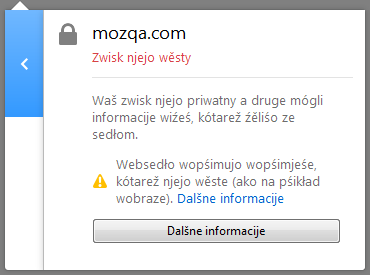 mozqa.com
Zwisk njejo wěsty
Waš zwisk njejo priwatny a druge mógli
informacije wiźeś, kótarež źěliśo ze
sedłom.
Websedło wopśimujo wopśimjeśe,
kótarež njejo wěste (ako na pśikład
wobraze). Dalšne informacije
Dalšne informacije